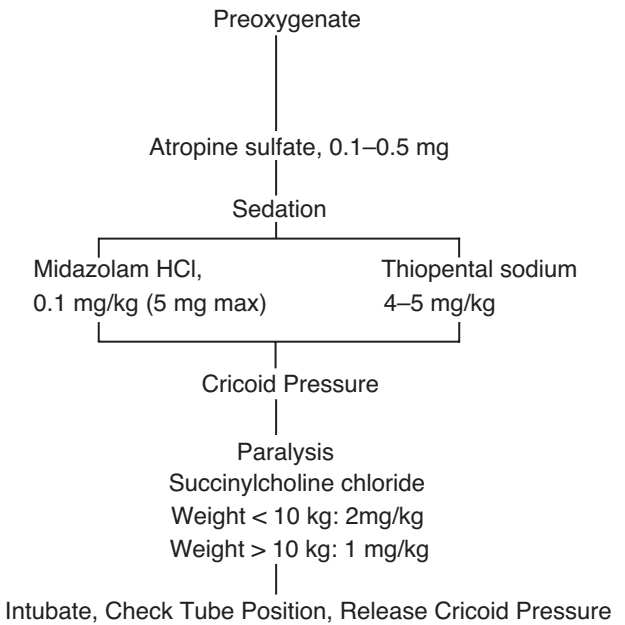 Preoxygenate
Atropine sulfate, 0.1–0.5 mg
Sedation
Midazolam HCl,
0.1 mg/kg (5 mg max)
Thiopental sodium
4–5 mg/kg
Cricoid Pressure
Paralysis
Succinylcholine chloride
Weight < 10 kg: 2mg/kg
Weight > 10 kg: 1 mg/kg
Intubate, Check Tube Position, Release Cricoid Pressure